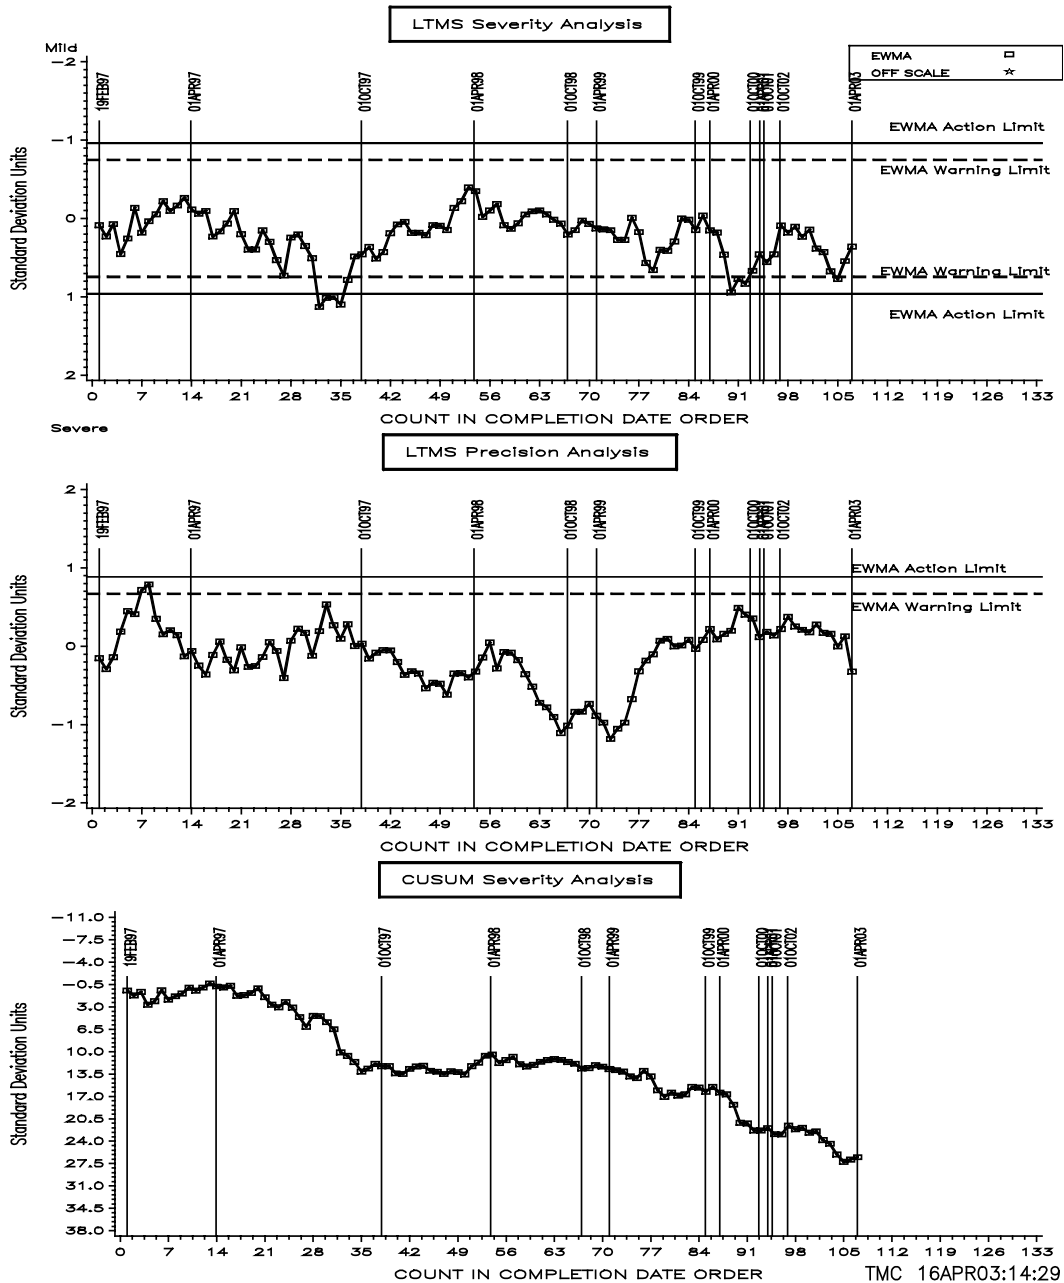 LTMS Severity Analysis
Mild
EWMA
OFF SCALE
19FEB97 01APR97 01OCT97 01APR98 01OCT98 01APR99 01OCT99 01APR00 01OCT00 01OCT02 01APR03
Standard Deviation Units
-2
-1
0
1
2
EWMA Action Limit
EWMA Warning Limit
EWMA Warning Limit
EWMA Action Limit
0 7 14 21 28 35 42 49 56 63 70 77 84 91 98 105 112 119 126 133
COUNT IN COMPLETION DATE ORDER
Severe
LTMS Precision Analysis
19FEB97 01APR97 01OCT97 01APR98 01OCT98 01APR99 01OCT99 01APR00 01OCT00 01OCT02 01APR03
Standard Deviation Units
2
1
0
-1
-2
EWMA Action Limit
EWMA Warning Limit
0 7 14 21 28 35 42 49 56 63 70 77 84 91 98 105 112 119 126 133
COUNT IN COMPLETION DATE ORDER
CUSUM Severity Analysis
19FEB97 01APR97 01OCT97 01APR98 01OCT98 01APR99 01OCT99 01APR00 01OCT00 01OCT02 01APR03
Standard Deviation Units
-11.0
-7.5
-4.0
-0.5
3.0
6.5
10.0
13.5
17.0
20.5
24.0
27.5
31.0
34.5
38.0
0 7 14 21 28 35 42 49 56 63 70 77 84 91 98 105 112 119 126 133
COUNT IN COMPLETION DATE ORDER
TMC 16APR03:14:29